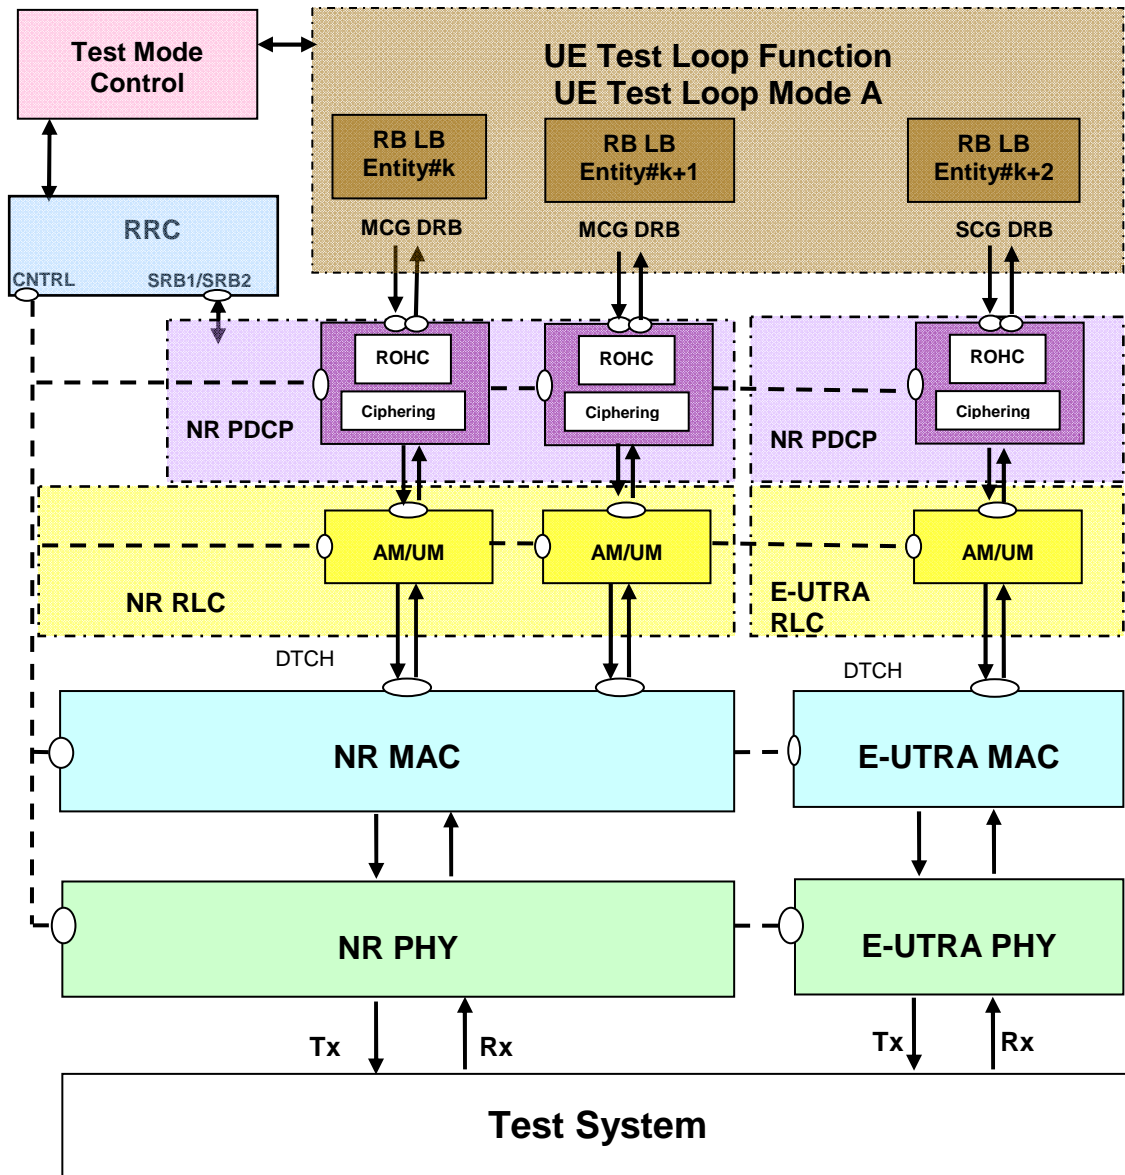 Test Mode
Control
UE Test Loop Function
UE Test Loop Mode A
RB LB
Entity#k
RB LB
Entity#k+1
RB LB
Entity#k+2
MCG DRB
MCG DRB
SCG DRB
RRC
CNTRL
SRB1/SRB2
ROHC
Ciphering
ROHC
Ciphering
ROHC
Ciphering
NR PDCP
NR PDCP
AM/UM
AM/UM
AM/UM
NR RLC
E-UTRA
RLC
DTCH
DTCH
NR MAC
E-UTRA MAC
NR PHY
E-UTRA PHY
Tx
Rx
Tx
Rx
Test System